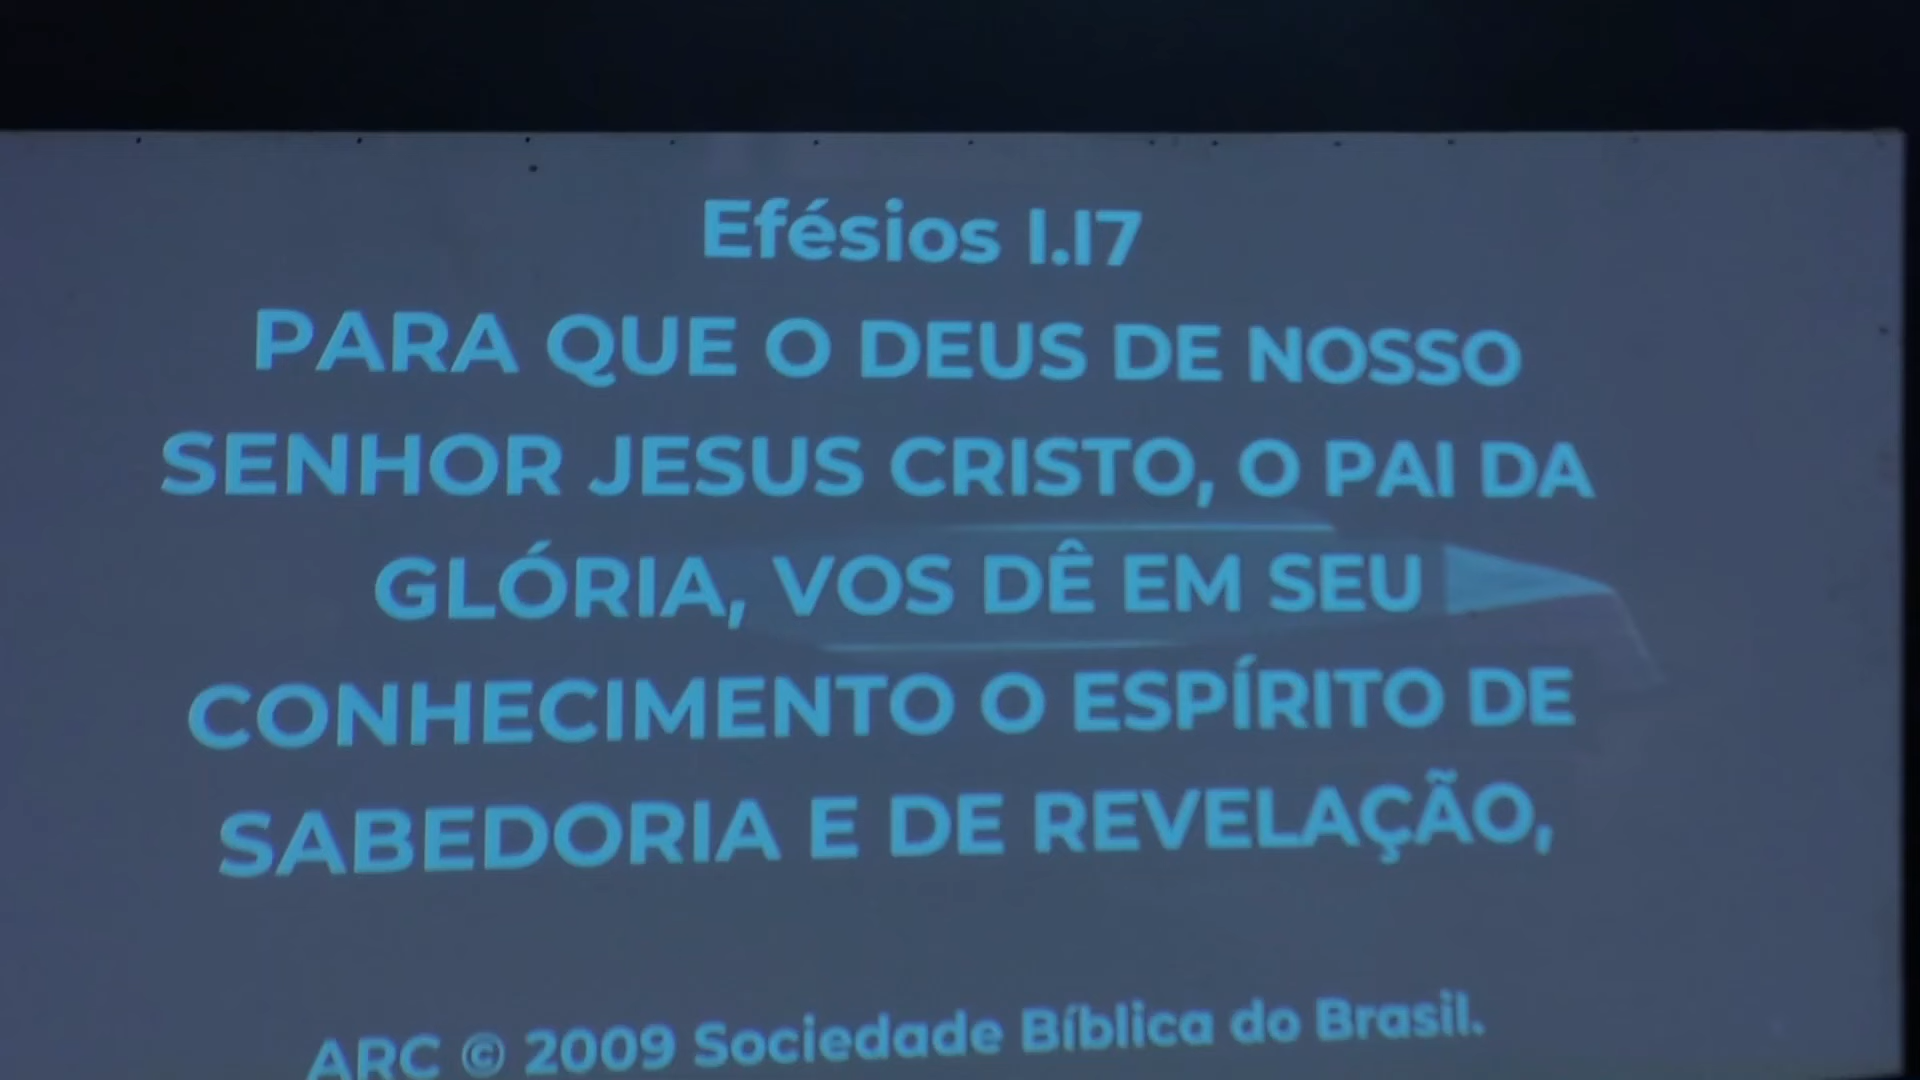 Efésios 1.17
PARA QUE O DEUS DE NOSSO
SENHOR JESUS CRISTO, O PAI DA
GLÓRIA, VOS DÊ EM SEU
CONHECIMENTO O ESPÍRITO DE
SABEDORIA E DE REVELAÇÃO,
ARC © 2009 Sociedade Bíblica do Brasil.